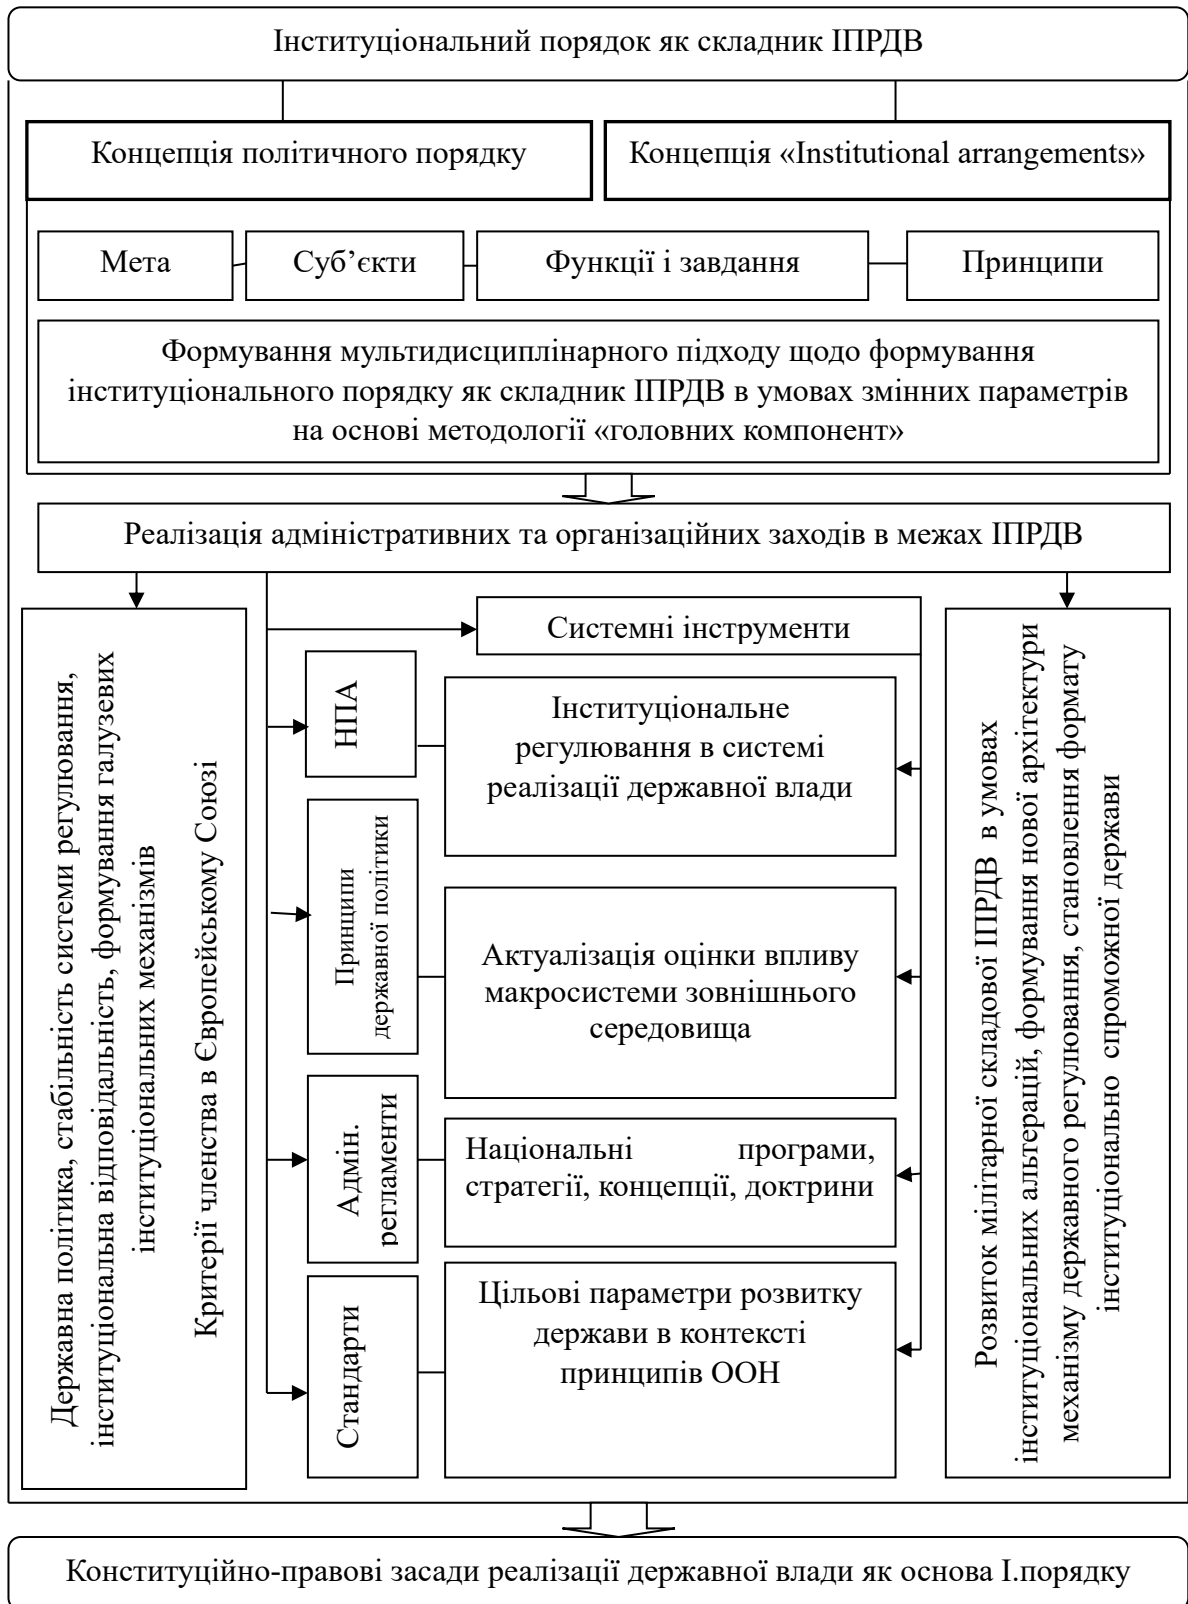 Інституціональний порядок як складник ІПРДВ
Концепція політичного порядку
Концепція «Institutional arrangements»
Мета
Суб’єкти
Функції і завдання
Принципи
Формування мультидисциплінарного підходу щодо формування
інституціонального порядку як складник ІПРДВ в умовах змінних параметрів
на основі методології «головних компонент»
Реалізація адміністративних та організаційних заходів в межах ІПРДВ
Державна політика, стабільність системи регулювання,
інституціональна відповідальність, формування галузевих
інституціональних механізмів
Критерії членства в Європейському Союзі
Системні інструменти
НПА
Інституціональне
регулювання в системі
реалізації державної влади
Принципи
державної політики
Актуалізація оцінки впливу
макросистеми зовнішнього
середовища
Адмін.
регламенти
Національні програми,
стратегії, концепції, доктрини
Стандарти
Цільові параметри розвитку
держави в контексті
принципів ООН
Розвиток мілітарної складової ІПРДВ в умовах
інституціональних альтерацій, формування нової архітектури
механізму державного регулювання, становлення формату
інституціонально спроможної держави
Конституційно-правові засади реалізації державної влади як основа І.порядку